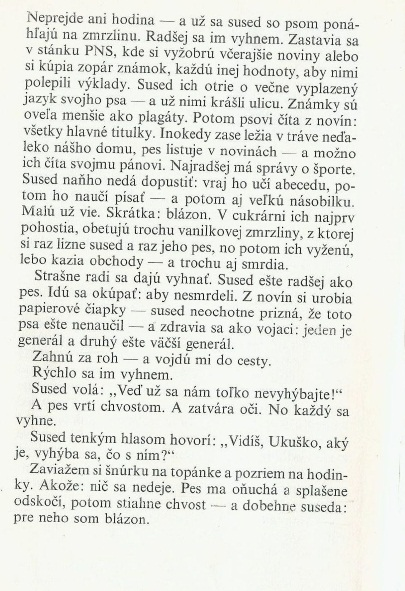 Neprejde ani hodina — a už sa sused so psom poná-
hľajú na zmrzlinu. Radšej sa im vyhnem. Zastavia sa
v stánku PNS, kde si vyžobrú včerajšie noviny alebo
si kúpia zopár známok, každú inej hodnoty, aby nimi
polepili výklady. Sused ich otrie o večne vyplazený
jazyk svojho psa — a už nimi krášli ulicu. Známky sú
oveľa menšie ako plagáty. Potom psovi číta z novín:
všetky hlavné titulky. Inokedy zase ležia v tráve neďa-
leko nášho domu, pes listuje v novinách — a možno
ich číta svojmu pánovi. Najradšej má správy o športe.
Sused naňho nedá dopustiť: vraj ho učí abecedu, po-
tom ho naučí písať — a potom aj veľkú násobilku.
Malú už vie. Skrátka: blázon. V cukrárni ich najprv
pohostia, obetujú trochu vanilkovej zmrzliny, z ktorej
si raz lizne sused a raz jeho pes, no potom ich vyženú,
lebo kazia obchody — a trochu aj smrdia.
Strašne radi sa dajú vyhnať. Sused ešte radšej ako
pes. Idú sa okúpať: aby nesmrdeli. Z novín si urobia
papierové čiapky — sused neochotne prizná, že toto
psa ešte nenaučil — a zdravia sa ako vojaci: jeden je
generál a druhý ešte väčší generál.
Zahnú za roh — a vojdú mi do cesty.
Rýchlo sa im vyhnem.
Sused volá: „Veď už sa nám toľko nevyhýbajte!“
A pes vrtí chvostom. A zatvára oči. No každý sa
vyhne.
Sused tenkým hlasom hovorí: „Vidíš, Ukuško, aký
je, vyhýba sa, čo s ním?“
Zaviažem si šnúrku na topánke a pozriem na hodin-
ky. Akože: nič sa nedeje. Pes ma oňuchá a splašene
odskočí, potom stiahne chvost — a dobehne suseda:
pre neho som blázon.